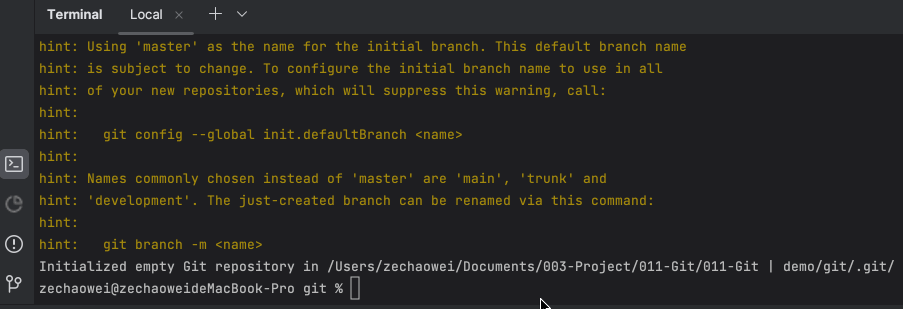 Terminal Local
hint: Using 'master' as the name for the initial branch. This default branch name
hint: is subject to change. To configure the initial branch name to use in all
hint: of your new repositories, which will suppress this warning, call:
hint:
hint:   git config --global init.defaultBranch <name>
hint:
hint: Names commonly chosen instead of 'master' are 'main', 'trunk' and
hint: 'development'. The just-created branch can be renamed via this command:
hint:
hint:   git branch -m <name>
Initialized empty Git repository in /Users/zechaowei/Documents/003-Project/011-Git/011-Git | demo/git/.git/
zechaowei@zechaoweideMacBook-Pro git %